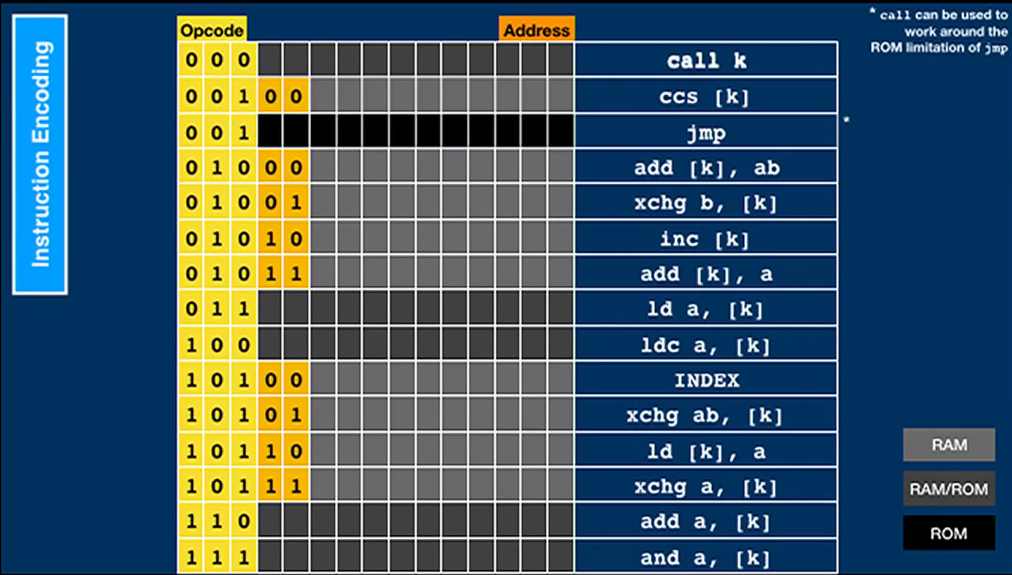 Instruction Encoding
Opcode Address
* call can be used to
work around the
ROM limitation of jmp
0 0 0 call k
0 0 1 0 0 ccs [k]
0 0 1 jmp *
0 1 0 0 0 add [k], ab
0 1 0 0 1 xchg b, [k]
0 1 0 1 0 inc [k]
0 1 0 1 1 add [k], a
0 1 1 ld a, [k]
1 0 0 ldc a, [k]
1 0 1 0 0 INDEX
1 0 1 0 1 xchg ab, [k]
1 0 1 1 0 ld [k], a
1 0 1 1 1 xchg a, [k]
1 1 0 add a, [k]
1 1 1 and a, [k]
RAM
RAM/ROM
ROM